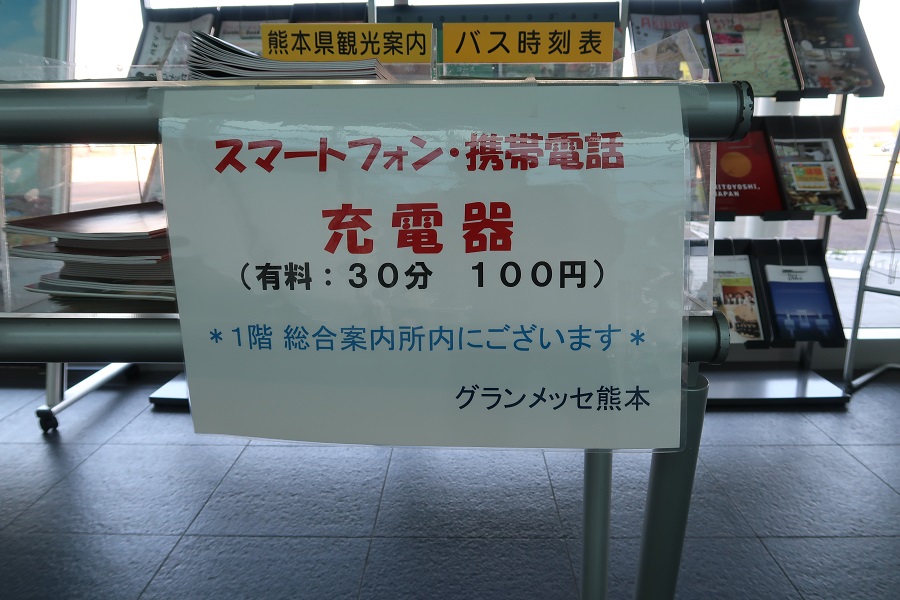 熊本県観光案内
バス時刻表
スマートフォン・携帯電話
充電器
（有料：３０分　１００円）
＊1階 総合案内所内にございます＊
グランメッセ熊本
HITOYOSHI,
JAPAN